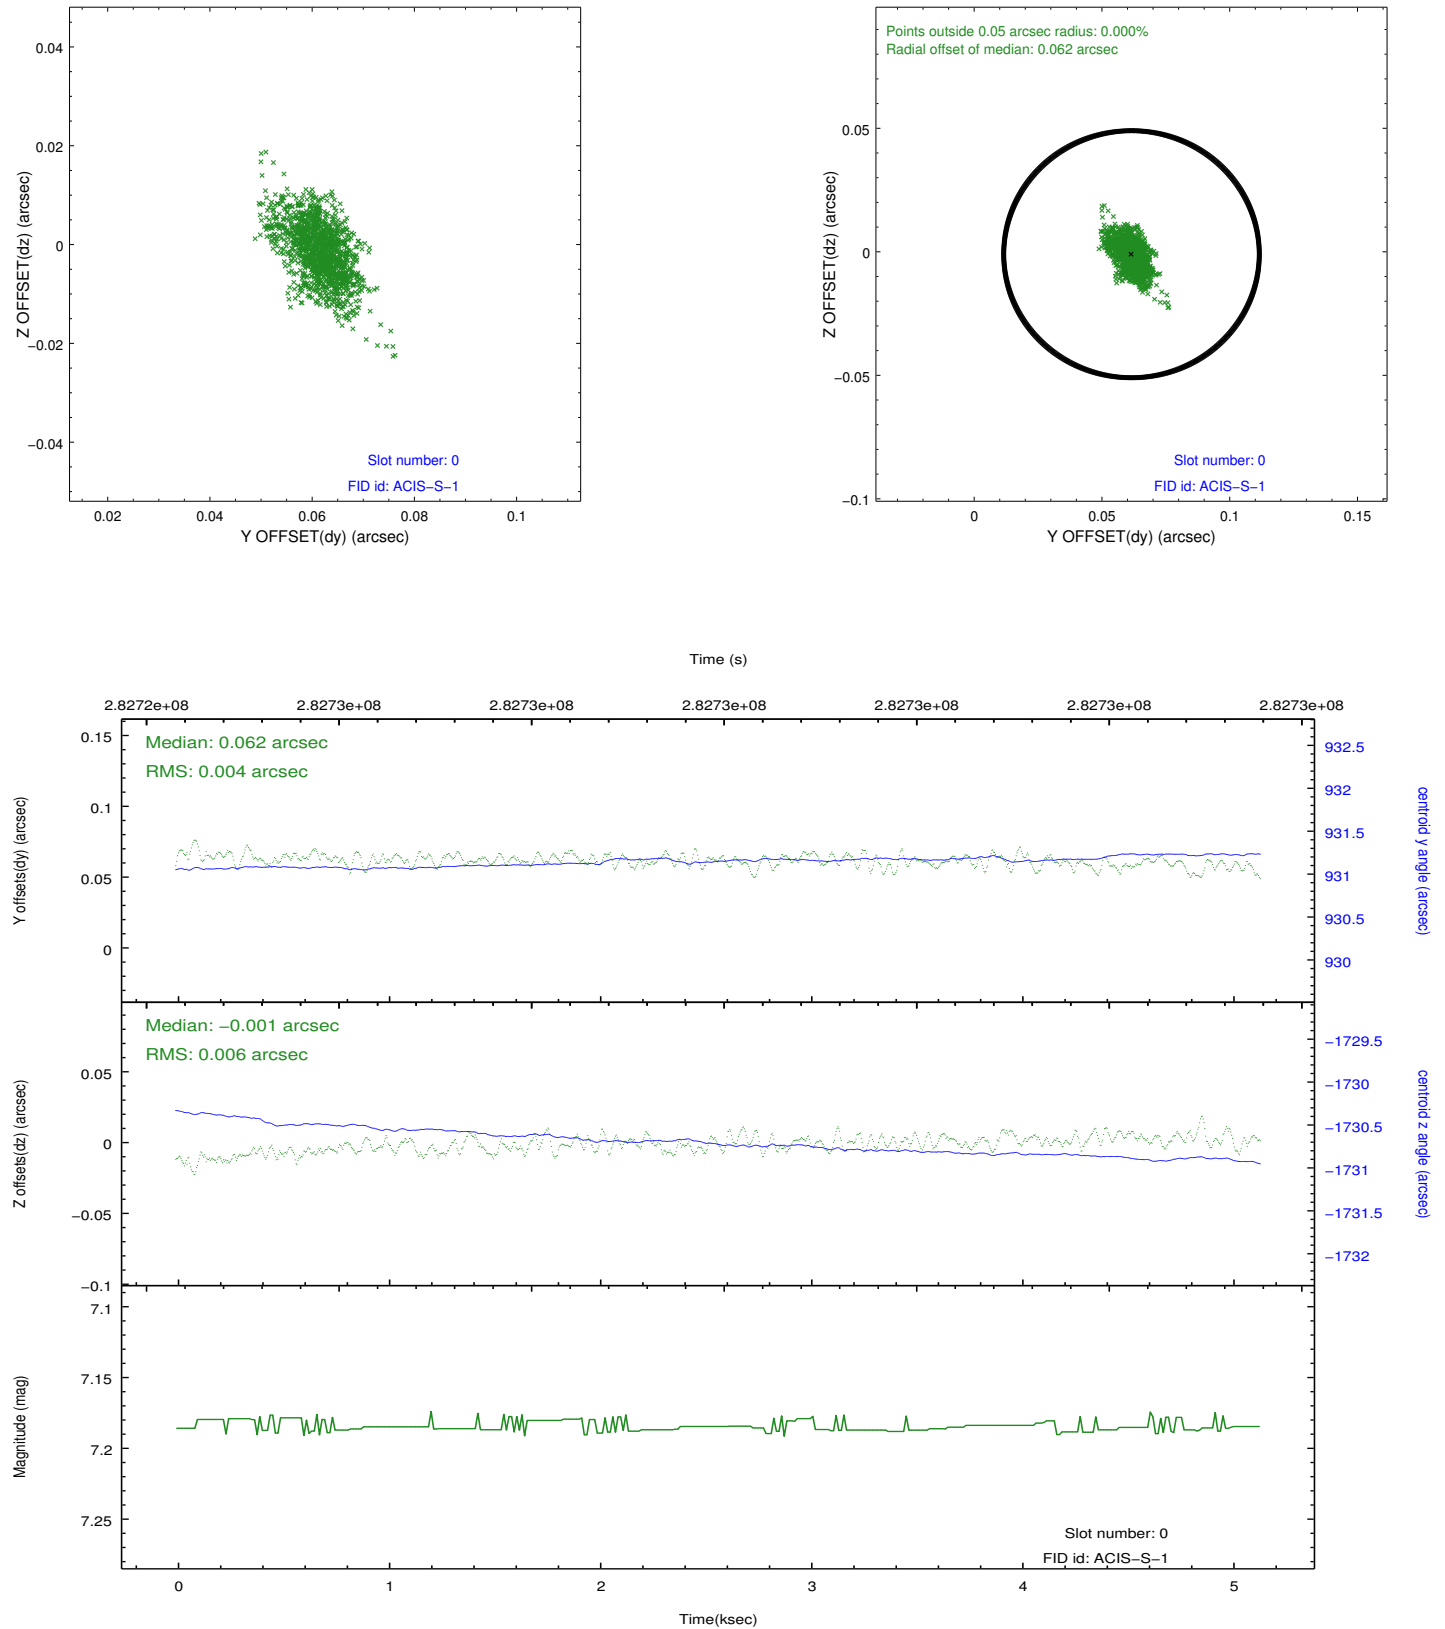 0.04
0.02
0
−0.02
−0.04
Z OFFSET(dz) (arcsec)
Slot number: 0
FID id: ACIS−S−1
0.02 0.04 0.06 0.08 0.1
Y OFFSET(dy) (arcsec)
Points outside 0.05 arcsec radius: 0.000%
Radial offset of median: 0.062 arcsec
0.05
0
−0.05
−0.1
Z OFFSET(dz) (arcsec)
Slot number: 0
FID id: ACIS−S−1
0 0.05 0.1 0.15
Y OFFSET(dy) (arcsec)
Time (s)
2.8272e+08 2.8273e+08 2.8273e+08 2.8273e+08 2.8273e+08 2.8273e+08 2.8273e+08
Median: 0.062 arcsec
RMS: 0.004 arcsec
0.15
0.1
0.05
0
Y offsets(dy) (arcsec)
932.5
932
931.5
931
930.5
930
centroid y angle (arcsec)
Median: −0.001 arcsec
RMS: 0.006 arcsec
0.05
0
−0.05
−0.1
Z offsets(dz) (arcsec)
−1729.5
−1730
−1730.5
−1731
−1731.5
−1732
centroid z angle (arcsec)
7.1
7.15
7.2
7.25
Magnitude (mag)
Slot number: 0
FID id: ACIS−S−1
0 1 2 3 4 5
Time(ksec)